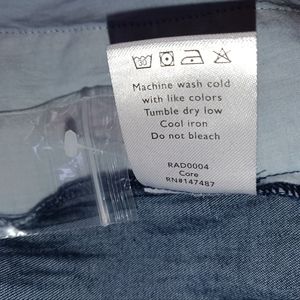 Machine wash cold
with like colors
Tumble dry low
Cool iron
Do not bleach
RAD0004
Core
RN#147487